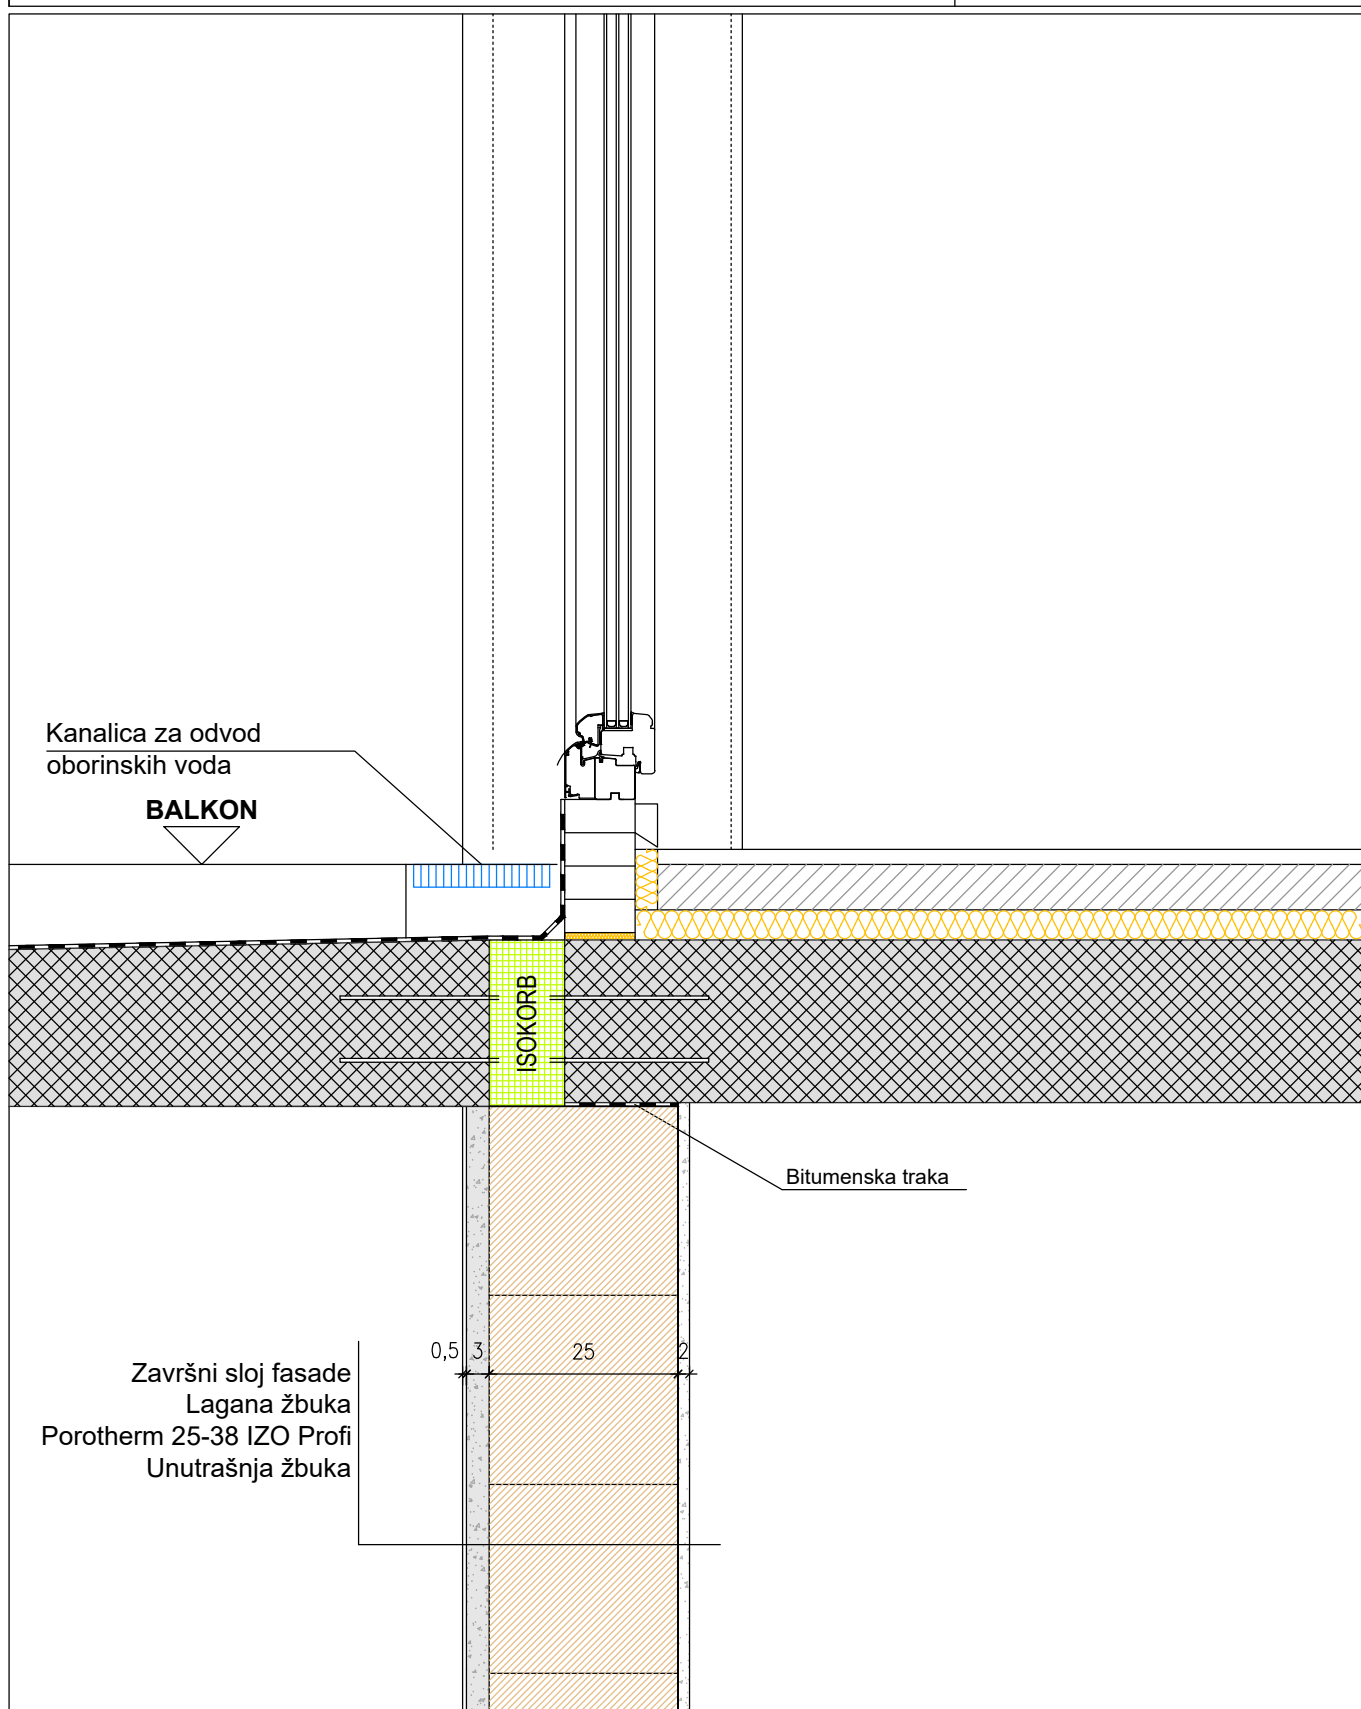 Kanalica za odvod
oborinskih voda
BALKON
ISOKORB
Bitumenska traka
0,5 3 25 2
Završni sloj fasade
Lagana žbuka
Porotherm 25-38 IZO Profi
Unutrašnja žbuka